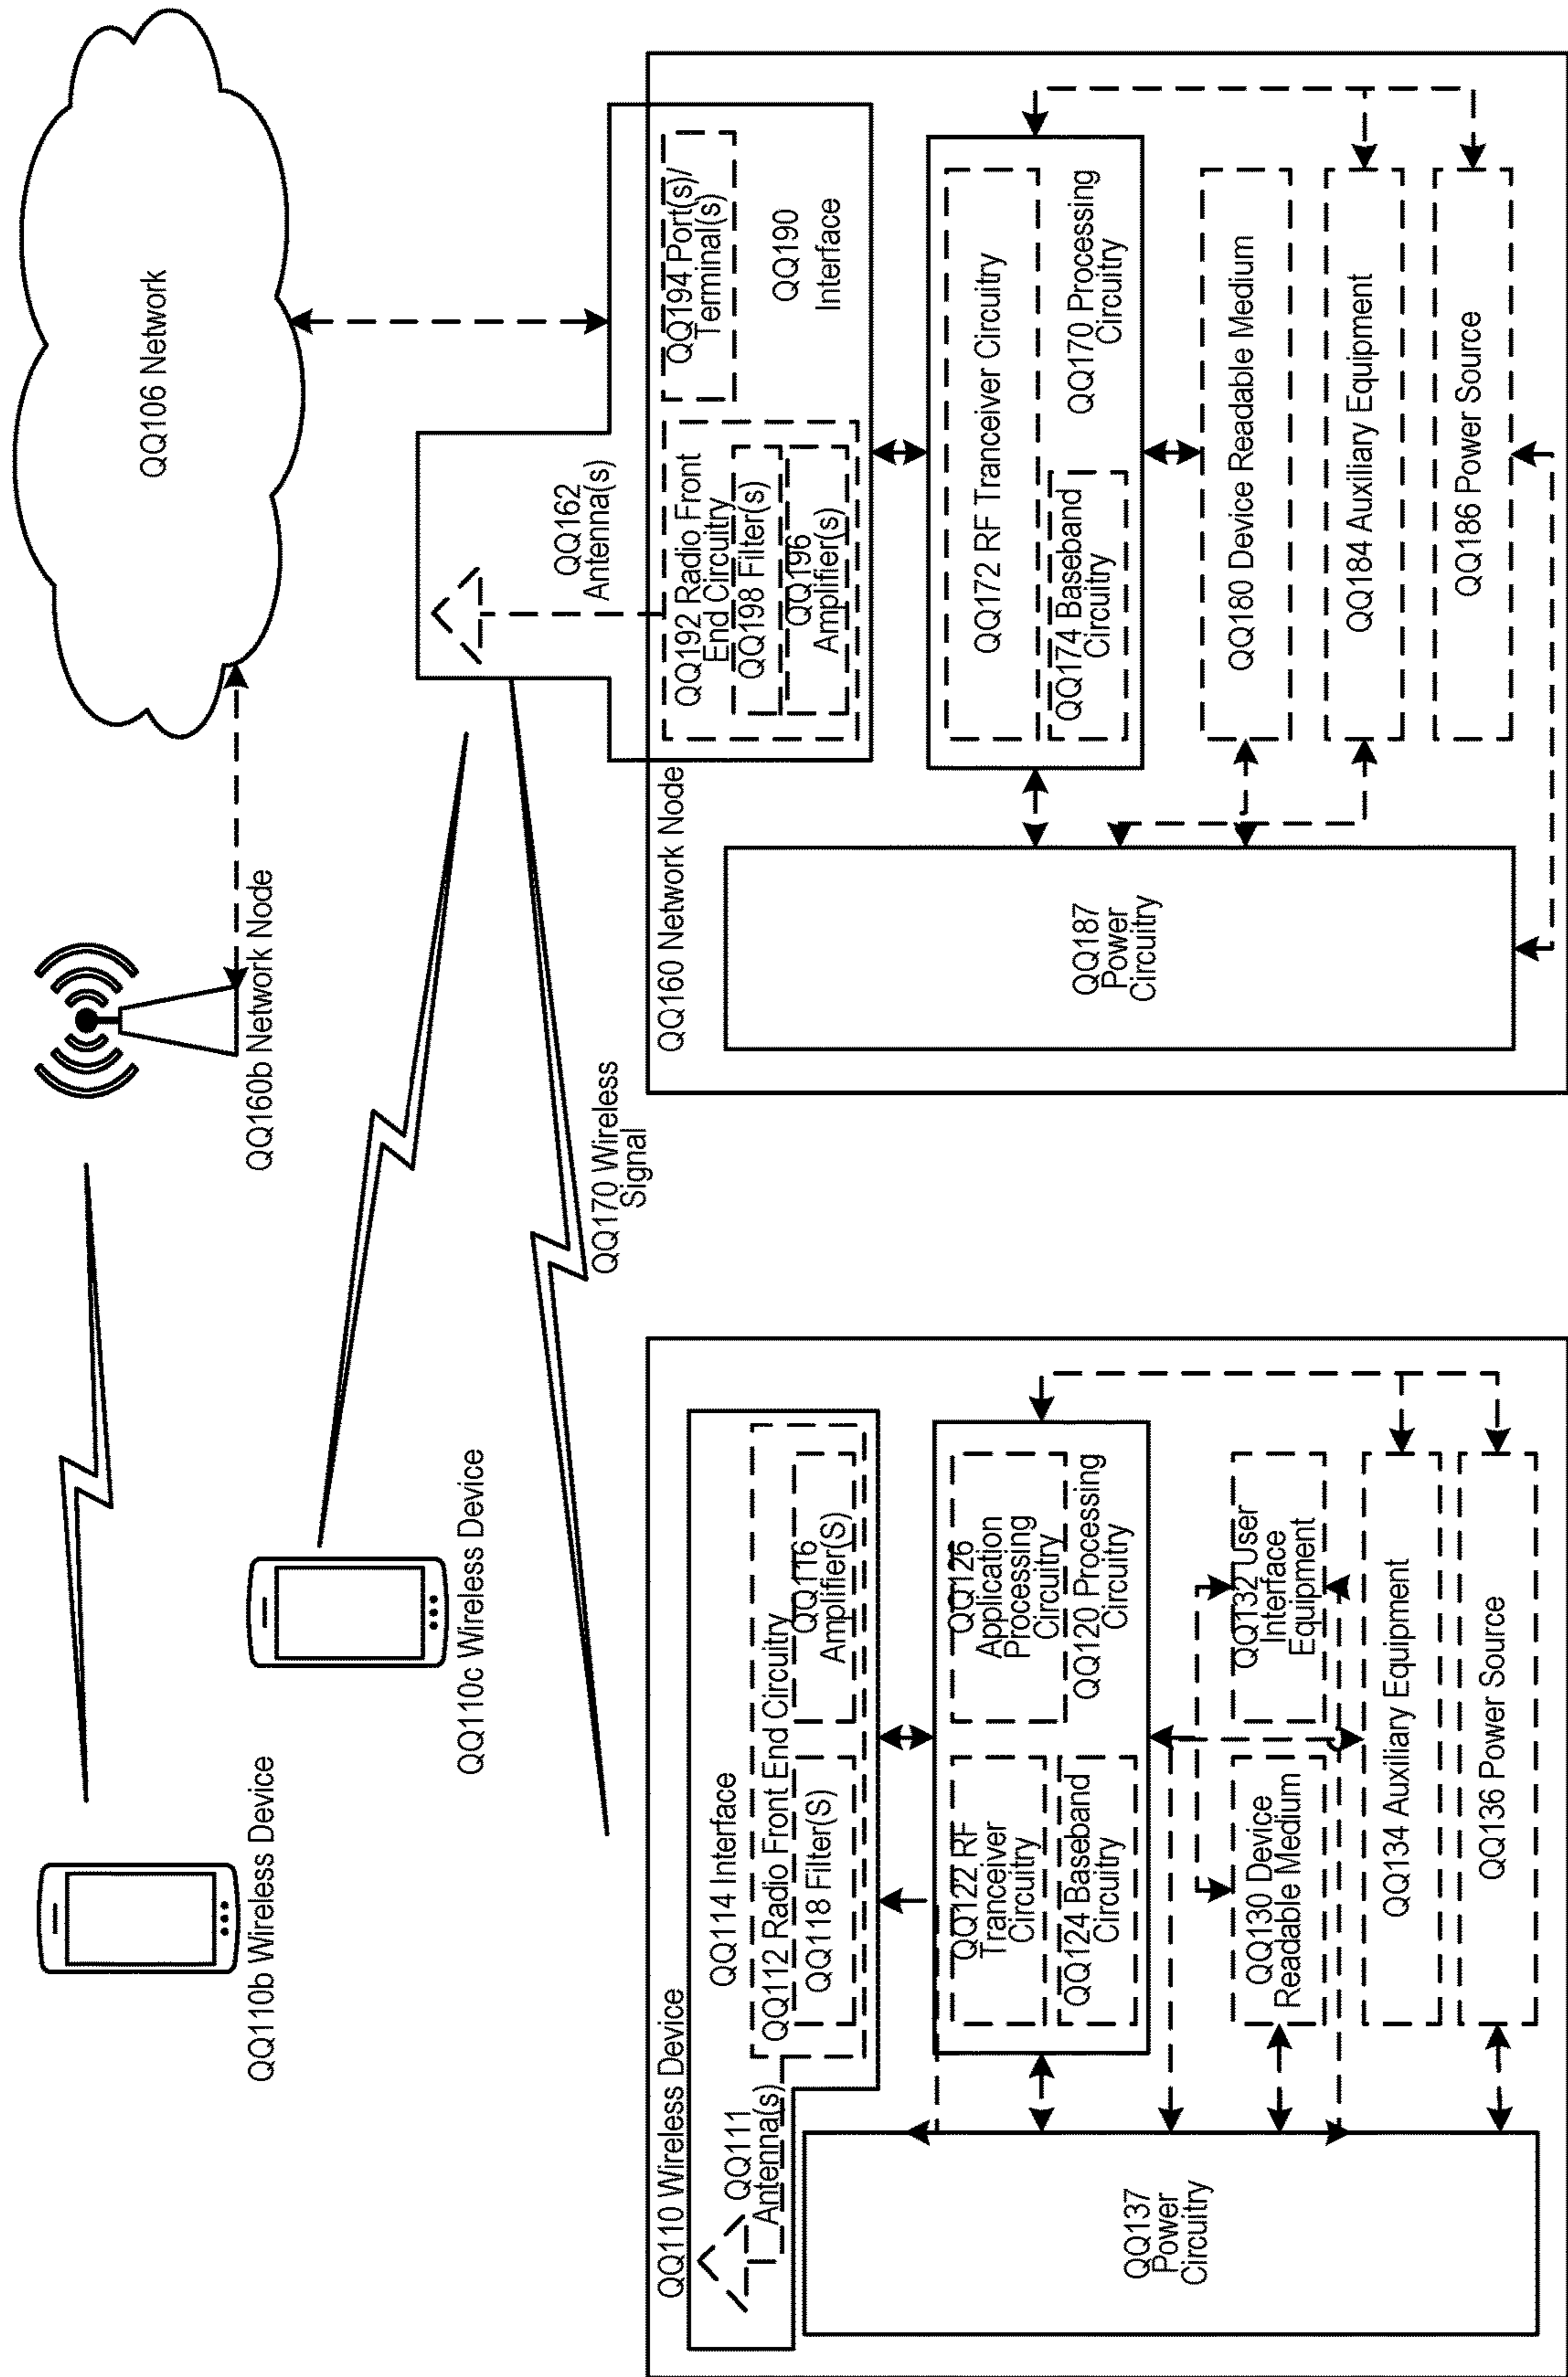 QQ106 Network
QQ160b Network Node
QQ110b Wireless Device
QQ110c Wireless Device
QQ170 Wireless
Signal
QQ110 Wireless Device
QQ111
Antenna(s)
QQ114 Interface
QQ112 Radio Front End Circuitry
QQ118 Filter(S)
QQ116
Amplifier(S)
QQ122 RF
Tranceiver
Circuitry
QQ124 Baseband
Circuitry
QQ126
Application
Processing
Circuitry
QQ120 Processing
Circuitry
QQ137
Power
Circuitry
QQ130 Device
Readable Medium
QQ132 User
Interface
Equipment
QQ134 Auxiliary Equipment
QQ136 Power Source
QQ160 Network Node
QQ162
Antenna(s)
QQ192 Radio Front
End Circuitry
QQ198 Filter(s)
QQ196
Amplifier(s)
QQ194 Port(s)/
Terminal(s)
QQ190
Interface
QQ172 RF Tranceiver Circuitry
QQ174 Baseband
Circuitry
QQ170 Processing
Circuitry
QQ187
Power
Circuitry
QQ180 Device Readable Medium
QQ184 Auxiliary Equipment
QQ186 Power Source